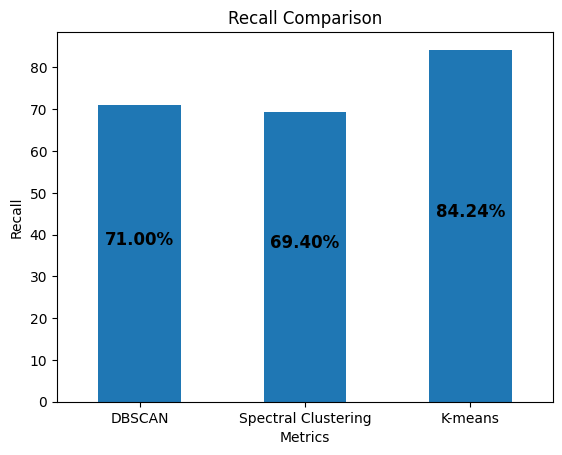 Recall Comparison
80
70
60
50
40
30
20
10
0
Recall
71.00%
69.40%
84.24%
DBSCAN
Spectral Clustering
K-means
Metrics